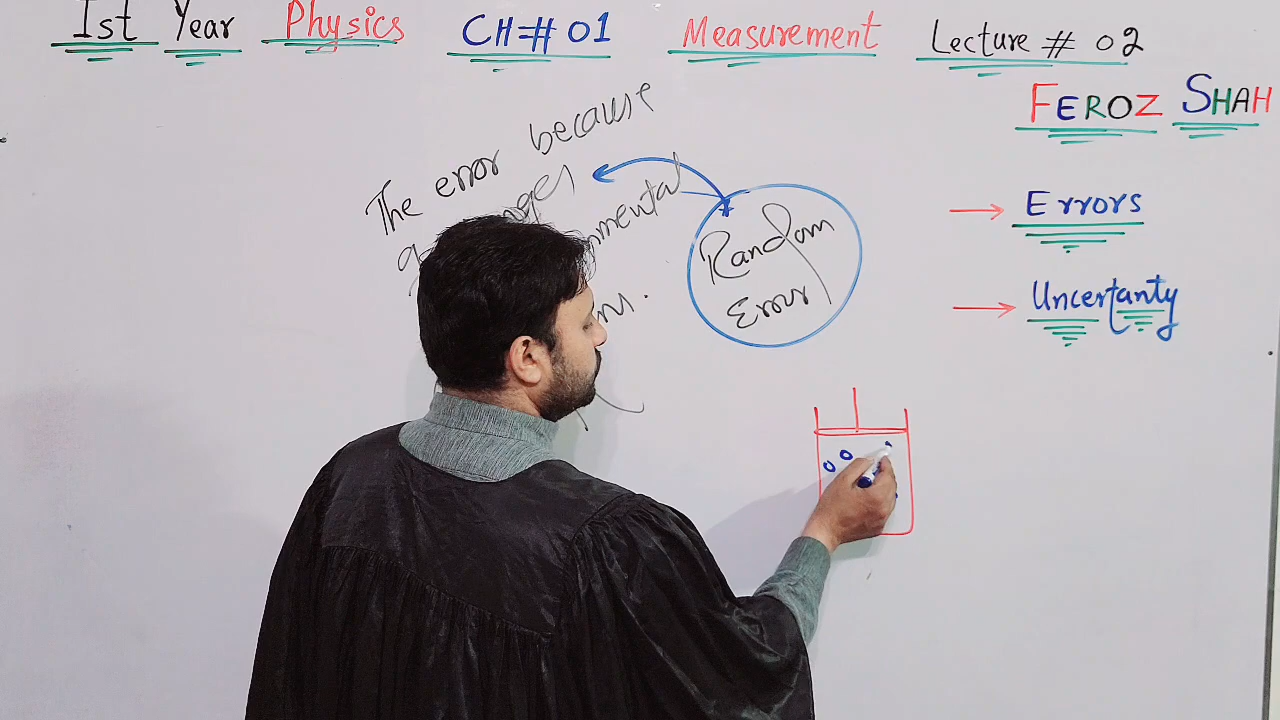 Ist Year Physics CH# 01 Measurement Lecture # 02
FEROZ SHAH
The error because
Random
Error
→ Errors
→ Uncertanty